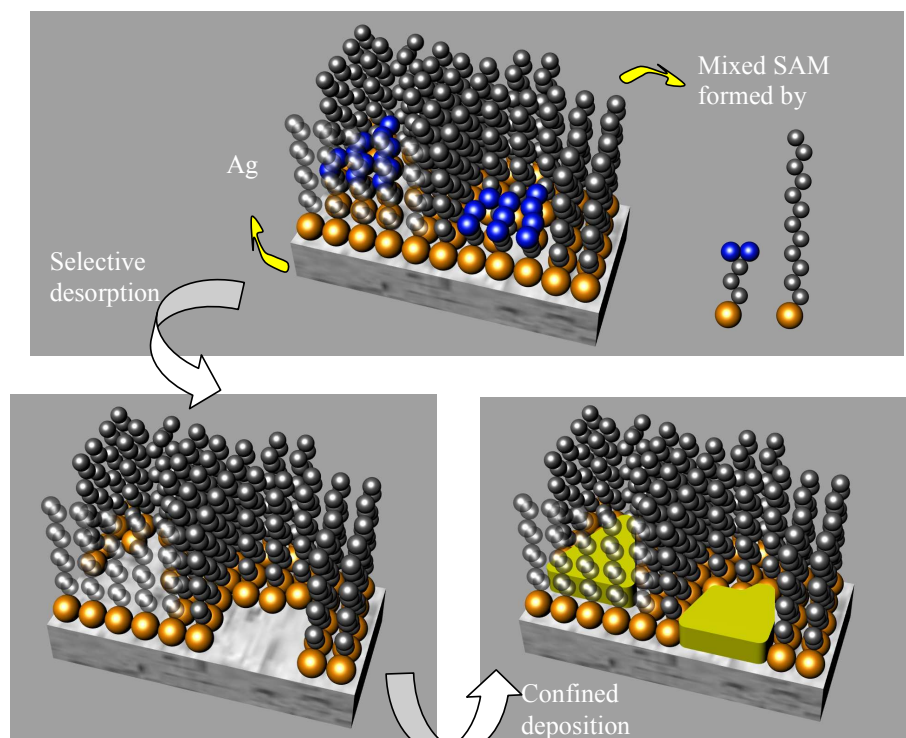 Mixed SAM
formed by
Ag
Selective
desorption
Confined
deposition